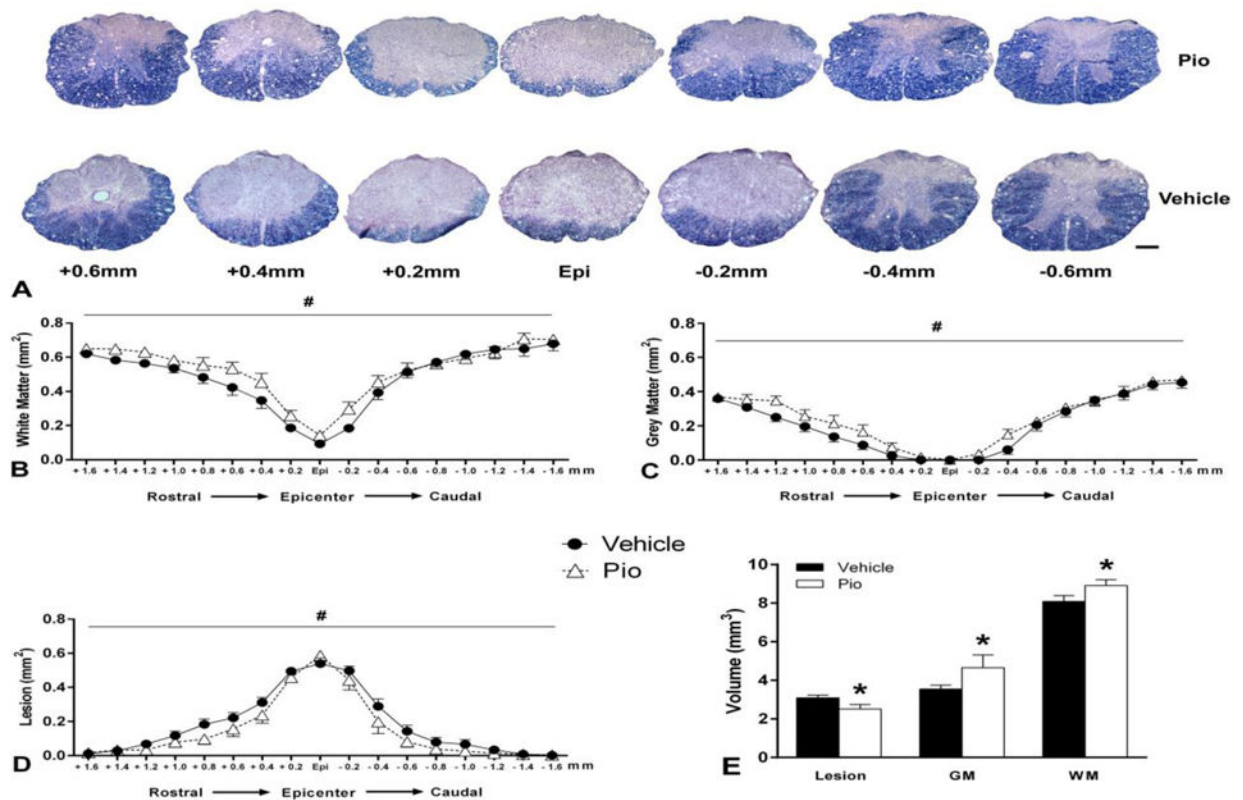 Pio
Vehicle
+0.6mm +0.4mm +0.2mm Epi -0.2mm -0.4mm -0.6mm
A
#
White Matter (mm²)
0.8
0.6
0.4
0.2
0.0
+ 1.6 + 1.4 + 1.2 + 1.0 + 0.8 + 0.6 + 0.4 + 0.2 Epi - 0.2 - 0.4 - 0.6 - 0.8 - 1.0 - 1.2 - 1.4 - 1.6 mm
Rostral → Epicenter → Caudal
B
#
Grey Matter (mm²)
0.8
0.6
0.4
0.2
0.0
+ 1.6 + 1.4 + 1.2 + 1.0 + 0.8 + 0.6 + 0.4 + 0.2 Epi - 0.2 - 0.4 - 0.6 - 0.8 - 1.0 - 1.2 - 1.4 - 1.6 mm
Rostral → Epicenter → Caudal
C
Vehicle
Pio
#
Lesion (mm²)
0.8
0.6
0.4
0.2
0.0
+ 1.6 + 1.4 + 1.2 + 1.0 + 0.8 + 0.6 + 0.4 + 0.2 Epi - 0.2 - 0.4 - 0.6 - 0.8 - 1.0 - 1.2 - 1.4 - 1.6 mm
Rostral → Epicenter → Caudal
D
Vehicle
Pio
Volume (mm³)
10
8
6
4
2
0
* * *
Lesion GM WM
E